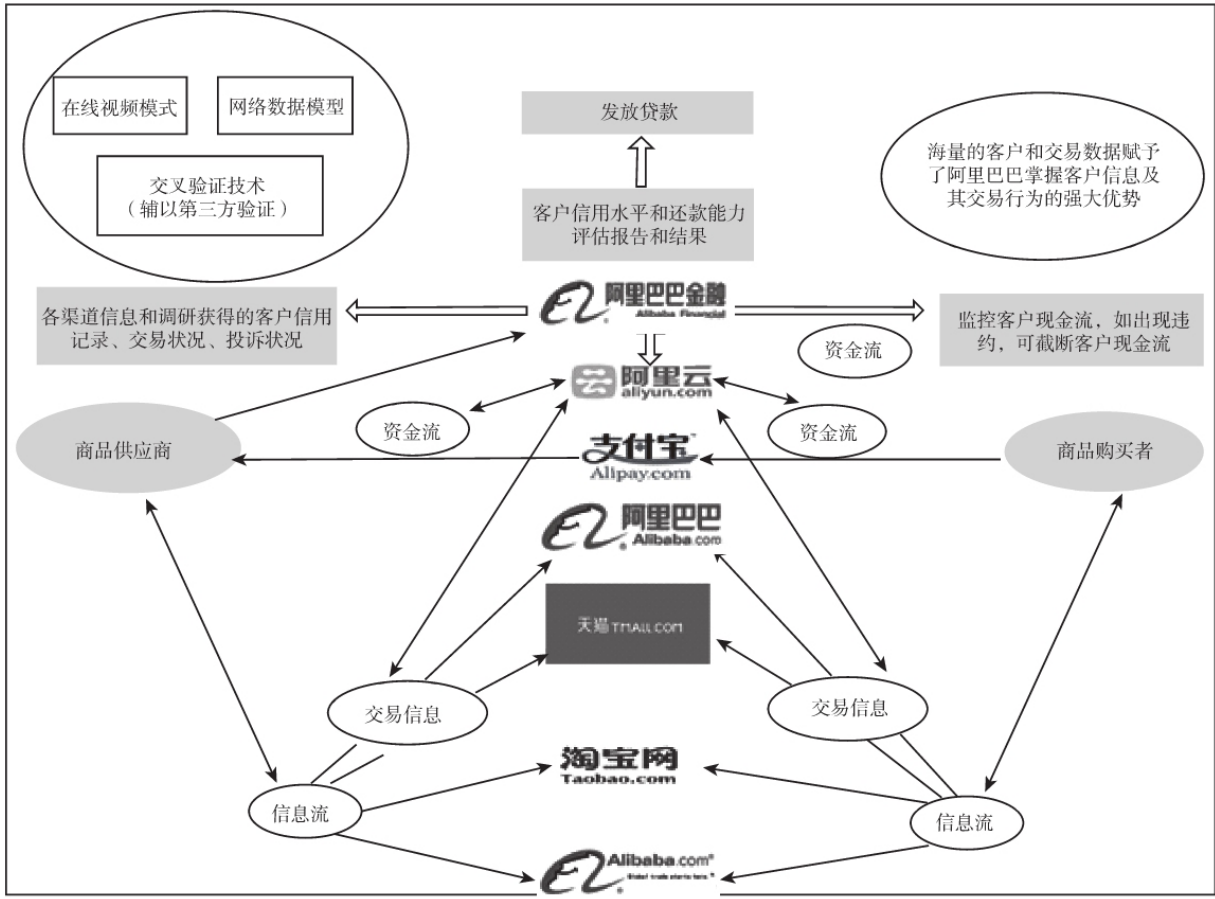 在线视频模式
网络数据模型
交叉验证技术
（辅以第三方验证）
发放贷款
客户信用水平和还款能力
评估报告和结果
海量的客户和交易数据赋予
了阿里巴巴掌握客户信息及
其交易行为的强大优势
各渠道信息和调研获得的客户信用
记录、交易状况、投诉状况
阿里巴巴金融
Alibaba Financial
监控客户现金流，如出现违
约，可截断客户现金流
资金流
阿里云
aliyun.com
资金流
资金流
商品供应商
支付宝
Alipay.com
商品购买者
阿里巴巴
Alibaba.com
天猫 TMALL.COM
交易信息
交易信息
淘宝网
Taobao.com
信息流
信息流
Alibaba.com®
Global trade starts here.™